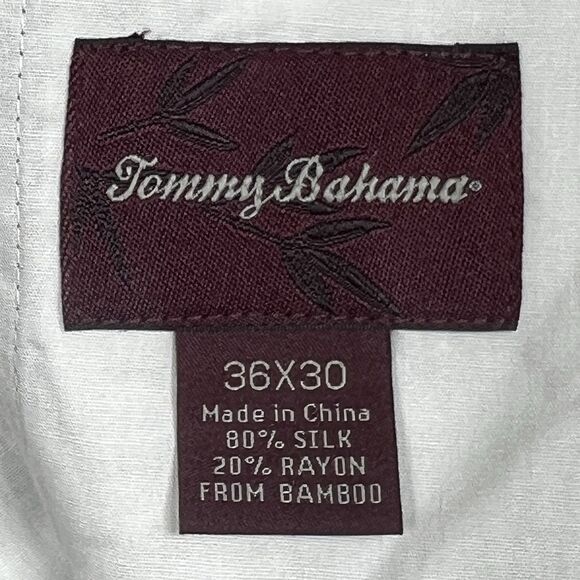 Tommy Bahama®
36X30
Made in China
80% SILK
20% RAYON
FROM BAMBOO